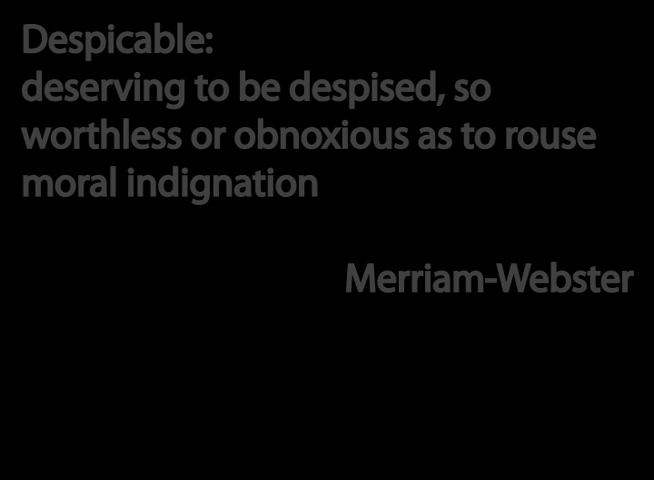 Despicable:
deserving to be despised, so
worthless or obnoxious as to rouse
moral indignation
Merriam-Webster